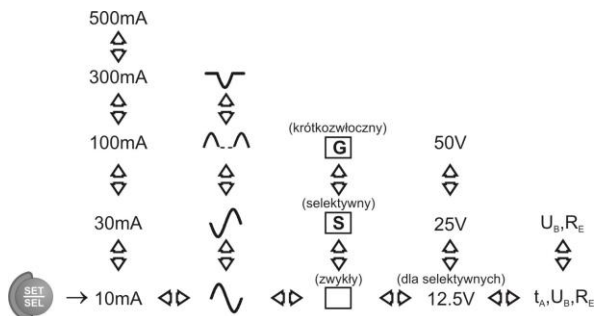 500mA
300mA
(krótkozwłoczny)
100mA G 50V
(selektywny)
30mA S 25V U_B,R_E
(zwykły) (dla selektywnych)
SET
SEL
10mA 12.5V t_A,U_B,R_E